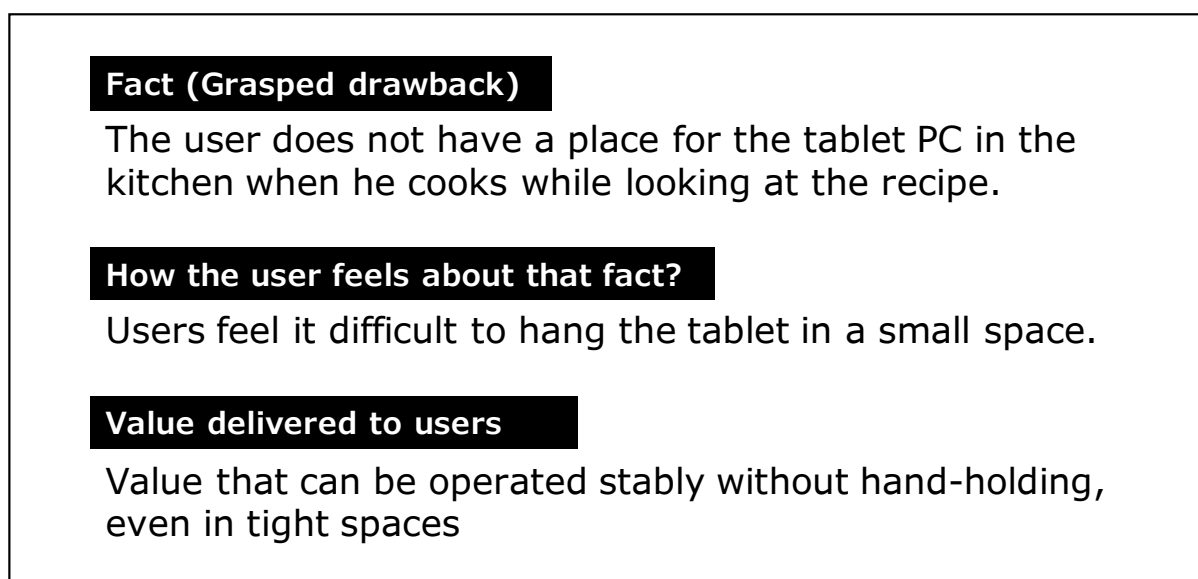 Fact (Grasped drawback)
The user does not have a place for the tablet PC in the
kitchen when he cooks while looking at the recipe.
How the user feels about that fact?
Users feel it difficult to hang the tablet in a small space.
Value delivered to users
Value that can be operated stably without hand-holding,
even in tight spaces